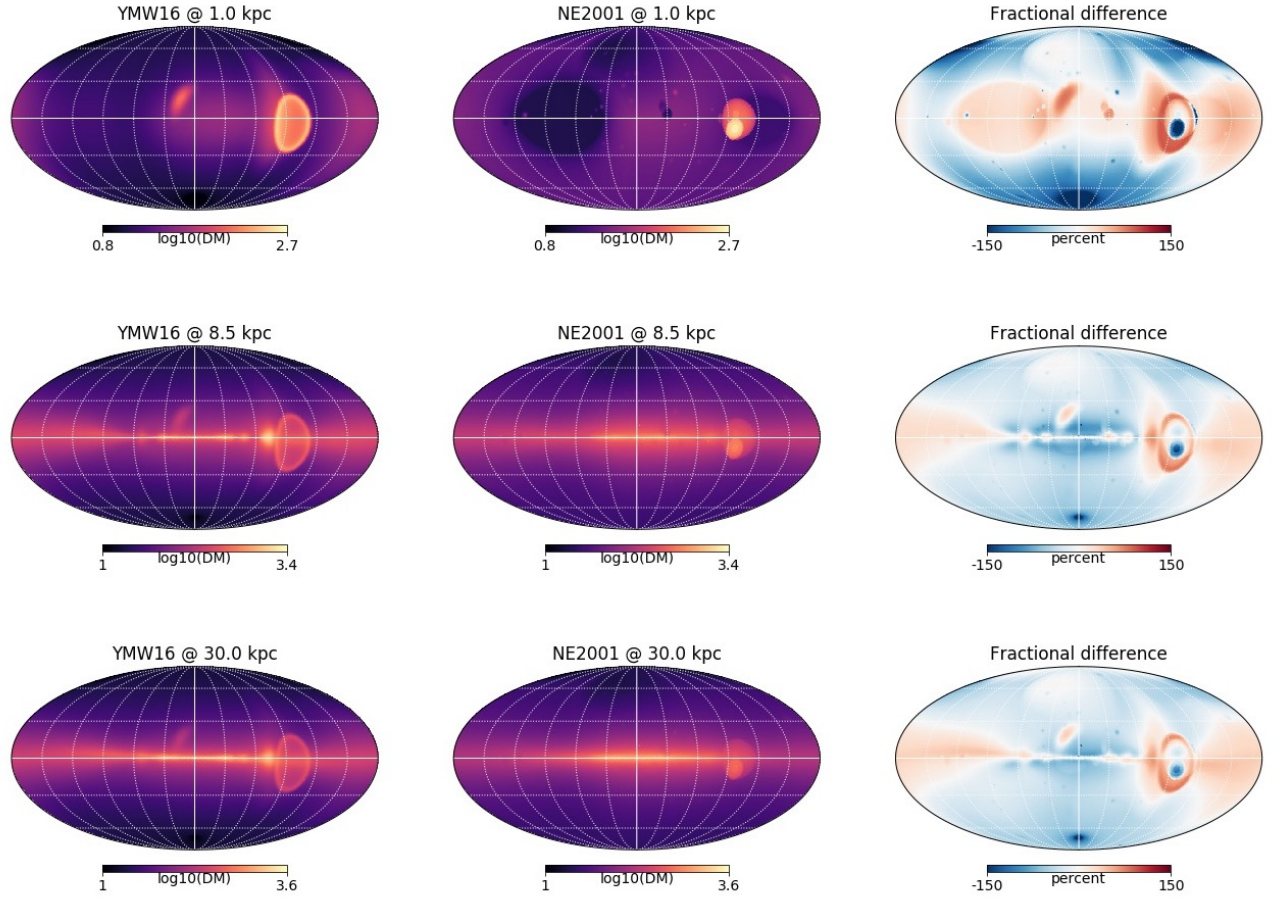 YMW16 @ 1.0 kpc NE2001 @ 1.0 kpc Fractional difference
log10(DM) log10(DM) percent
0.8 2.7 0.8 2.7 -150 150
YMW16 @ 8.5 kpc NE2001 @ 8.5 kpc Fractional difference
log10(DM) log10(DM) percent
1 3.4 1 3.4 -150 150
YMW16 @ 30.0 kpc NE2001 @ 30.0 kpc Fractional difference
log10(DM) log10(DM) percent
1 3.6 1 3.6 -150 150